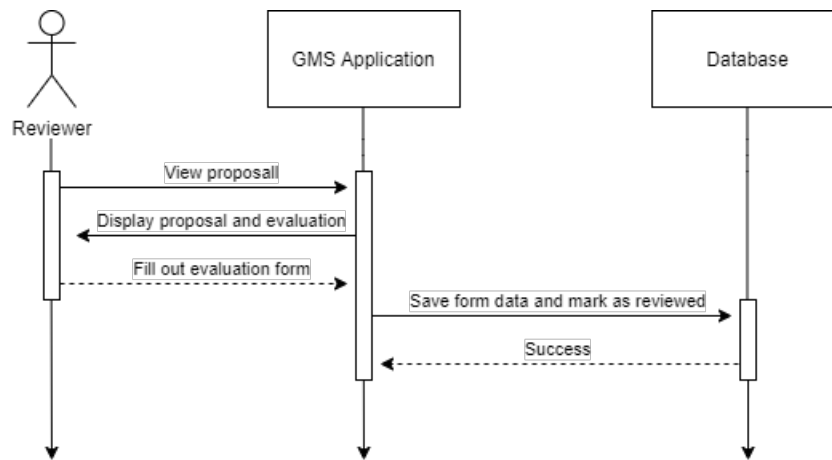 GMS Application
Database
Reviewer
View proposall
Display proposal and evaluation
Fill out evaluation form
Save form data and mark as reviewed
Success